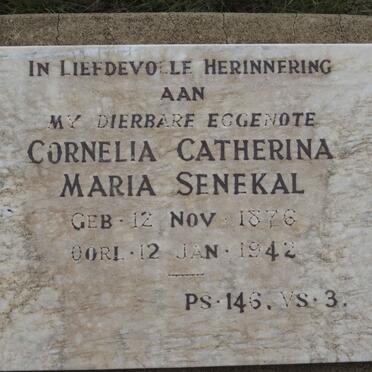 IN LIEFDEVOLLE HERINNERING
AAN
MY DIERBARE EGGENOTE
CORNELIA CATHERINA
MARIA SENEKAL
GEB · 12 NOV · 1876
OORL · 12 JAN · 1942
PS · 146. VS · 3.